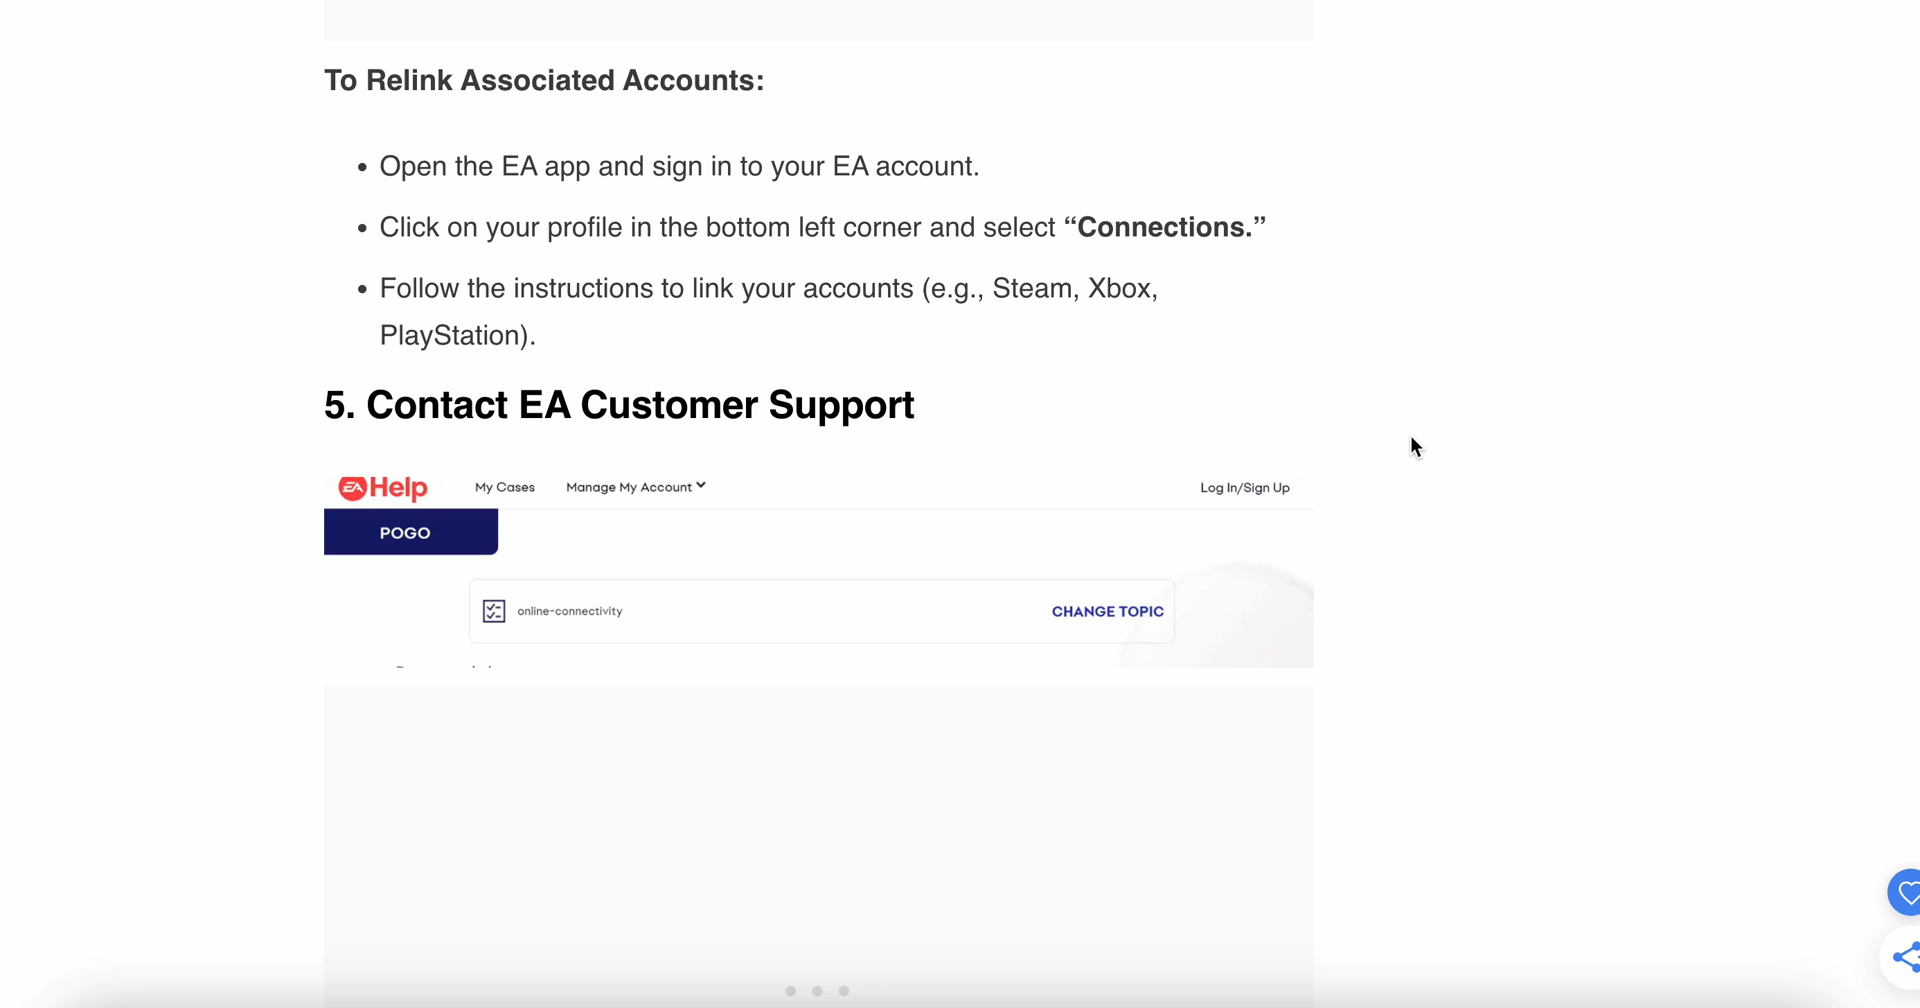 To Relink Associated Accounts:
• Open the EA app and sign in to your EA account.
• Click on your profile in the bottom left corner and select “Connections.”
• Follow the instructions to link your accounts (e.g., Steam, Xbox,
PlayStation).
5. Contact EA Customer Support
EA Help My Cases Manage My Account Log In/Sign Up
POGO
online-connectivity CHANGE TOPIC